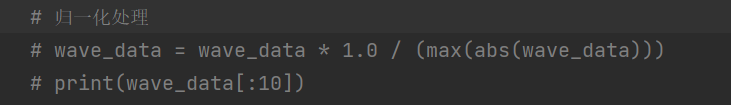 # 归一化处理
# wave_data = wave_data * 1.0 / (max(abs(wave_data)))
# print(wave_data[:10])